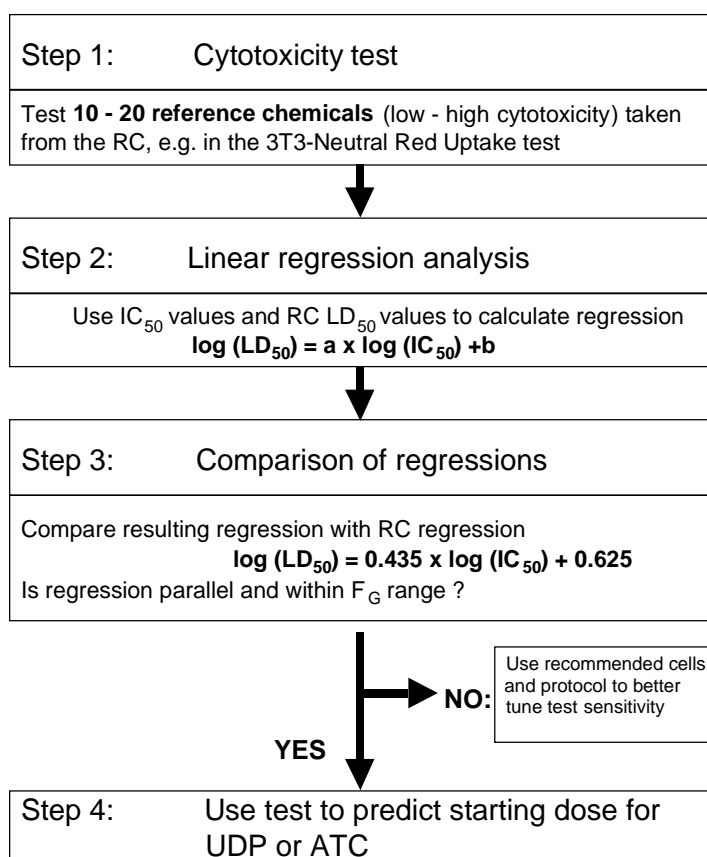 Step 1: Cytotoxicity test
Test 10 - 20 reference chemicals (low - high cytotoxicity) taken
from the RC, e.g. in the 3T3-Neutral Red Uptake test
Step 2: Linear regression analysis
Use IC50 values and RC LD50 values to calculate regression
log (LD50) = a x log (IC50) +b
Step 3: Comparison of regressions
Compare resulting regression with RC regression
log (LD50) = 0.435 x log (IC50) + 0.625
Is regression parallel and within FG range ?
NO:
Use recommended cells
and protocol to better
tune test sensitivity
YES
Step 4: Use test to predict starting dose for
UDP or ATC